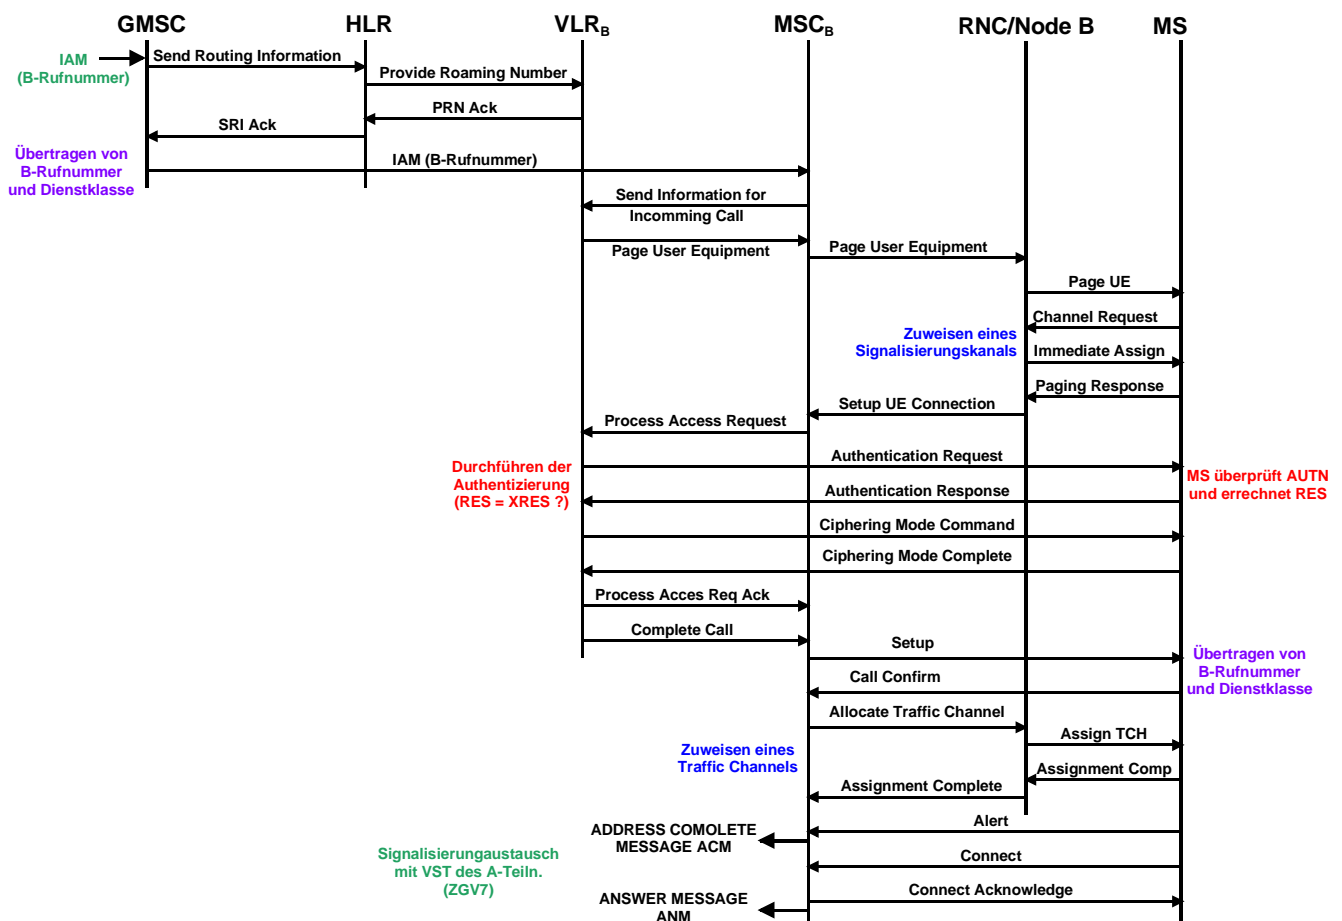 GMSC
HLR
VLRB
MSCB
RNC/Node B
MS
IAM
(B-Rufnummer)
Send Routing Information
Provide Roaming Number
PRN Ack
SRI Ack
Übertragen von
B-Rufnummer
und Dienstklasse
IAM (B-Rufnummer)
Send Information for
Incomming Call
Page User Equipment
Page User Equipment
Page UE
Channel Request
Zuweisen eines
Signalisierungskanals
Immediate Assign
Paging Response
Setup UE Connection
Process Access Request
Durchführen der
Authentizierung
(RES = XRES ?)
Authentication Request
MS überprüft AUTN
und errechnet RES
Authentication Response
Ciphering Mode Command
Ciphering Mode Complete
Process Acces Req Ack
Complete Call
Setup
Übertragen von
B-Rufnummer
und Dienstklasse
Call Confirm
Allocate Traffic Channel
Assign TCH
Zuweisen eines
Traffic Channels
Assignment Comp
Assignment Complete
Alert
ADDRESS COMOLETE
MESSAGE ACM
Signalisierungaustausch
mit VST des A-Teiln.
(ZGV7)
Connect
Connect Acknowledge
ANSWER MESSAGE
ANM